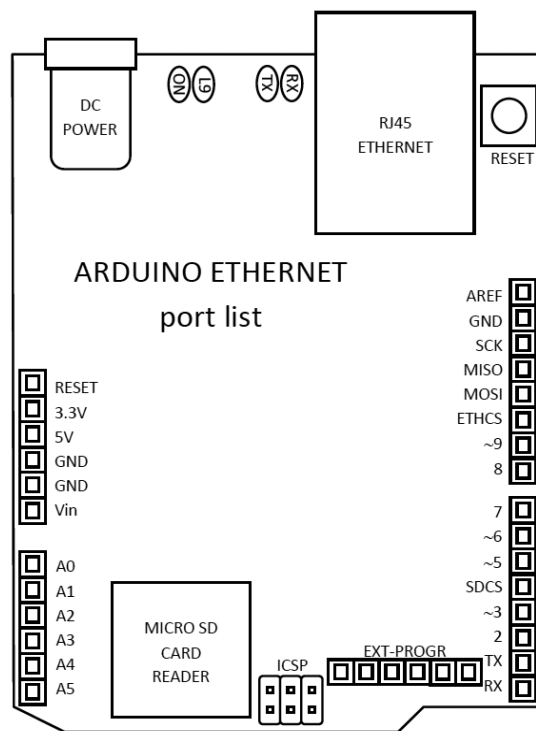 DC
POWER
ON
L9
TX
RX
RJ45
ETHERNET
RESET
ARDUINO ETHERNET
port list
AREF
GND
SCK
MISO
MOSI
ETHCS
~9
8
RESET
3.3V
5V
GND
GND
Vin
7
~6
~5
SDCS
~3
2
TX
RX
A0
A1
A2
A3
A4
A5
MICRO SD
CARD
READER
ICSP
EXT-PROGR